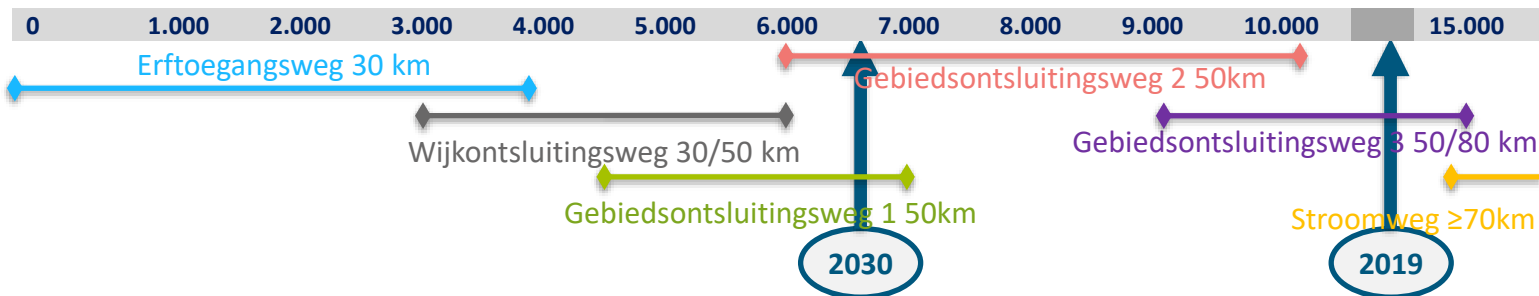 0 1.000 2.000 3.000 4.000 5.000 6.000 7.000 8.000 9.000 10.000 15.000
Erftoegangsweg 30 km
Gebiedsontsluitingsweg 2 50km
Wijkontsluitingsweg 30/50 km
Gebiedsontsluitingsweg 3 50/80 km
Gebiedsontsluitingsweg 1 50km
Stroomweg ≥70km
2030
2019